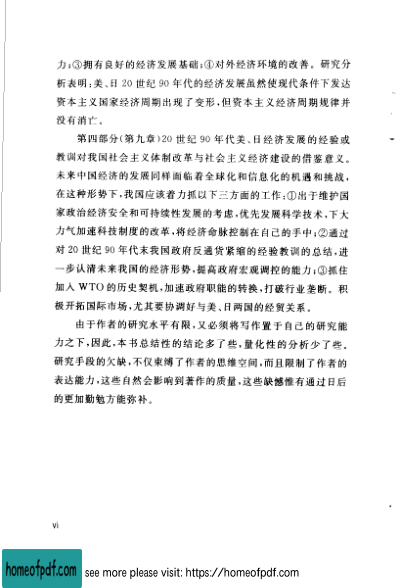 力;③拥有良好的经济发展基础;④对外经济环境的改善。研究分
析表明:美、日20世纪90年代的经济发展虽然使现代条件下发达
资本主义国家经济周期出现了变形,但资本主义经济周期规律并
没有消亡。
第四部分(第九章)20世纪90年代美、日经济发展的经验或
教训对我国社会主义体制改革与社会主义经济建设的借鉴意义。
未来中国经济的发展同样面临着全球化和信息化的机遇和挑战,
在这种形势下,我国应该着力抓以下三方面的工作:①出于维护国
家政治经济安全和可持续性发展的考虑,优先发展科学技术,下大
力气加速科技制度的改革,将经济命脉控制在自己的手中;②通过
对20世纪90年代末我国政府反通货紧缩的经验教训的总结,进
一步认清未来我国的经济形势,提高政府宏观调控的能力;③抓住
加入WTO的历史契机,加速政府职能的转换,打破行业垄断。积
极开拓国际市场,尤其要协调好与美、日两国的经贸关系。
由于作者的研究水平有限,又必须将写作置于自己的研究能
力之下,因此,本书总结性的结论多了些,量化性的分析少了些。
研究手段的欠缺,不仅束缚了作者的思维空间,而且限制了作者的
表达能力,这些自然会影响到著作的质量,这些缺憾惟有通过日后
的更加勤勉方能弥补。
vi
homeofpdf.com
see more please visit: https://homeofpdf.com